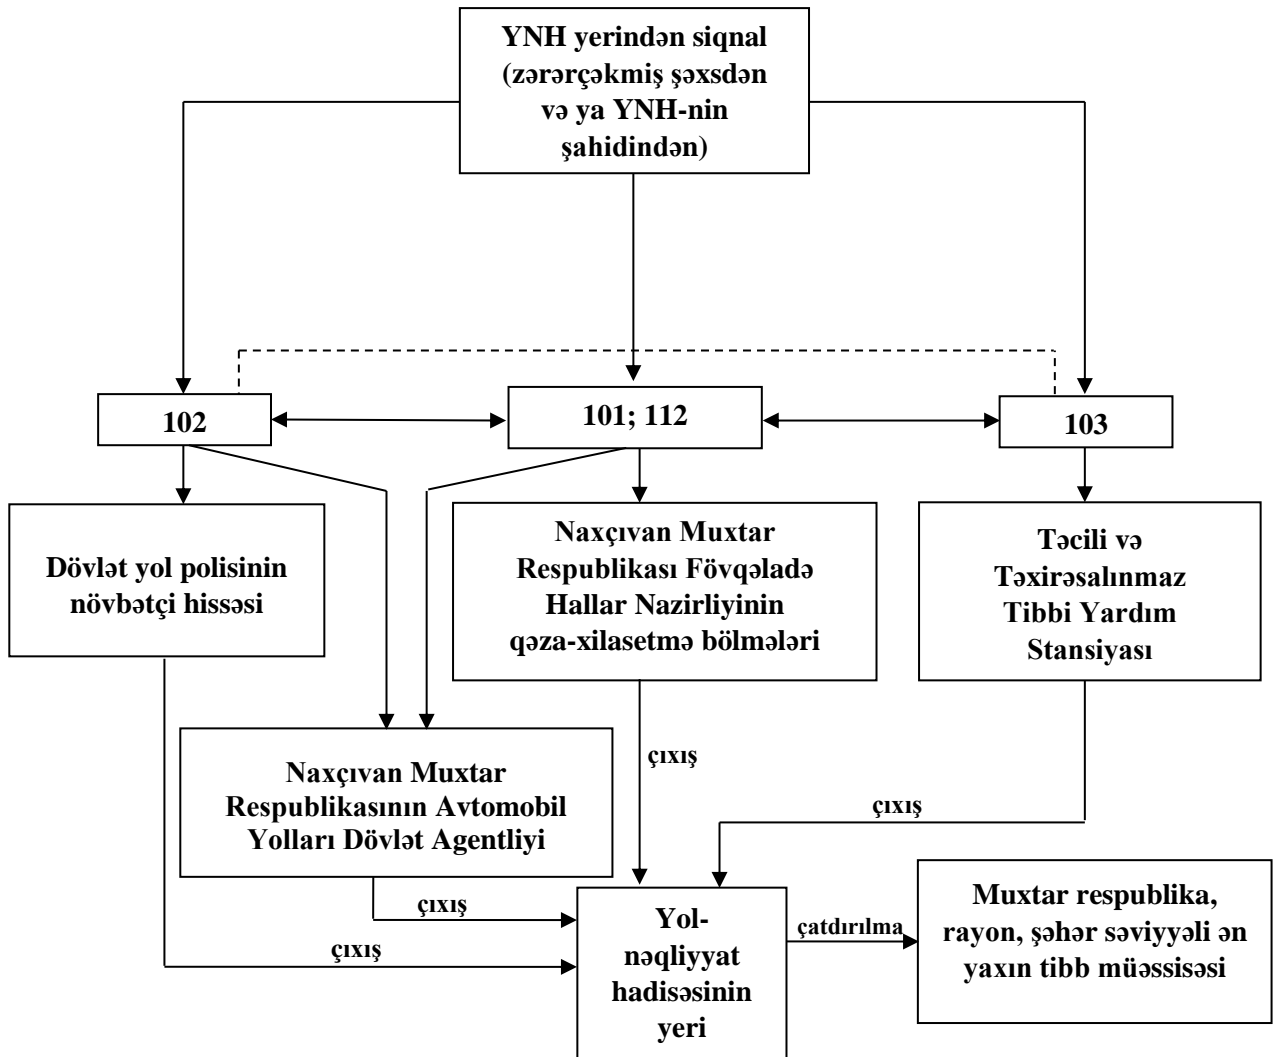 YNH yerindən siqnal
(zərərçəkmiş şəxsdən
və ya YNH-nin
şahidindən)
102
101; 112
103
Dövlət yol polisinin
növbətçi hissəsi
Naxçıvan Muxtar
Respublikası Fövqəladə
Hallar Nazirliyinin
qəza-xilasetmə bölmələri
Təcili və
Təxirəsalınmaz
Tibbi Yardım
Stansiyası
Naxçıvan Muxtar
Respublikasının Avtomobil
Yolları Dövlət Agentliyi
çıxış
çıxış
çıxış
çıxış
Yol-
nəqliyyat
hadisəsinin
yeri
çatdırılma
Muxtar respublika,
rayon, şəhər səviyyəli ən
yaxın tibb müəssisəsi